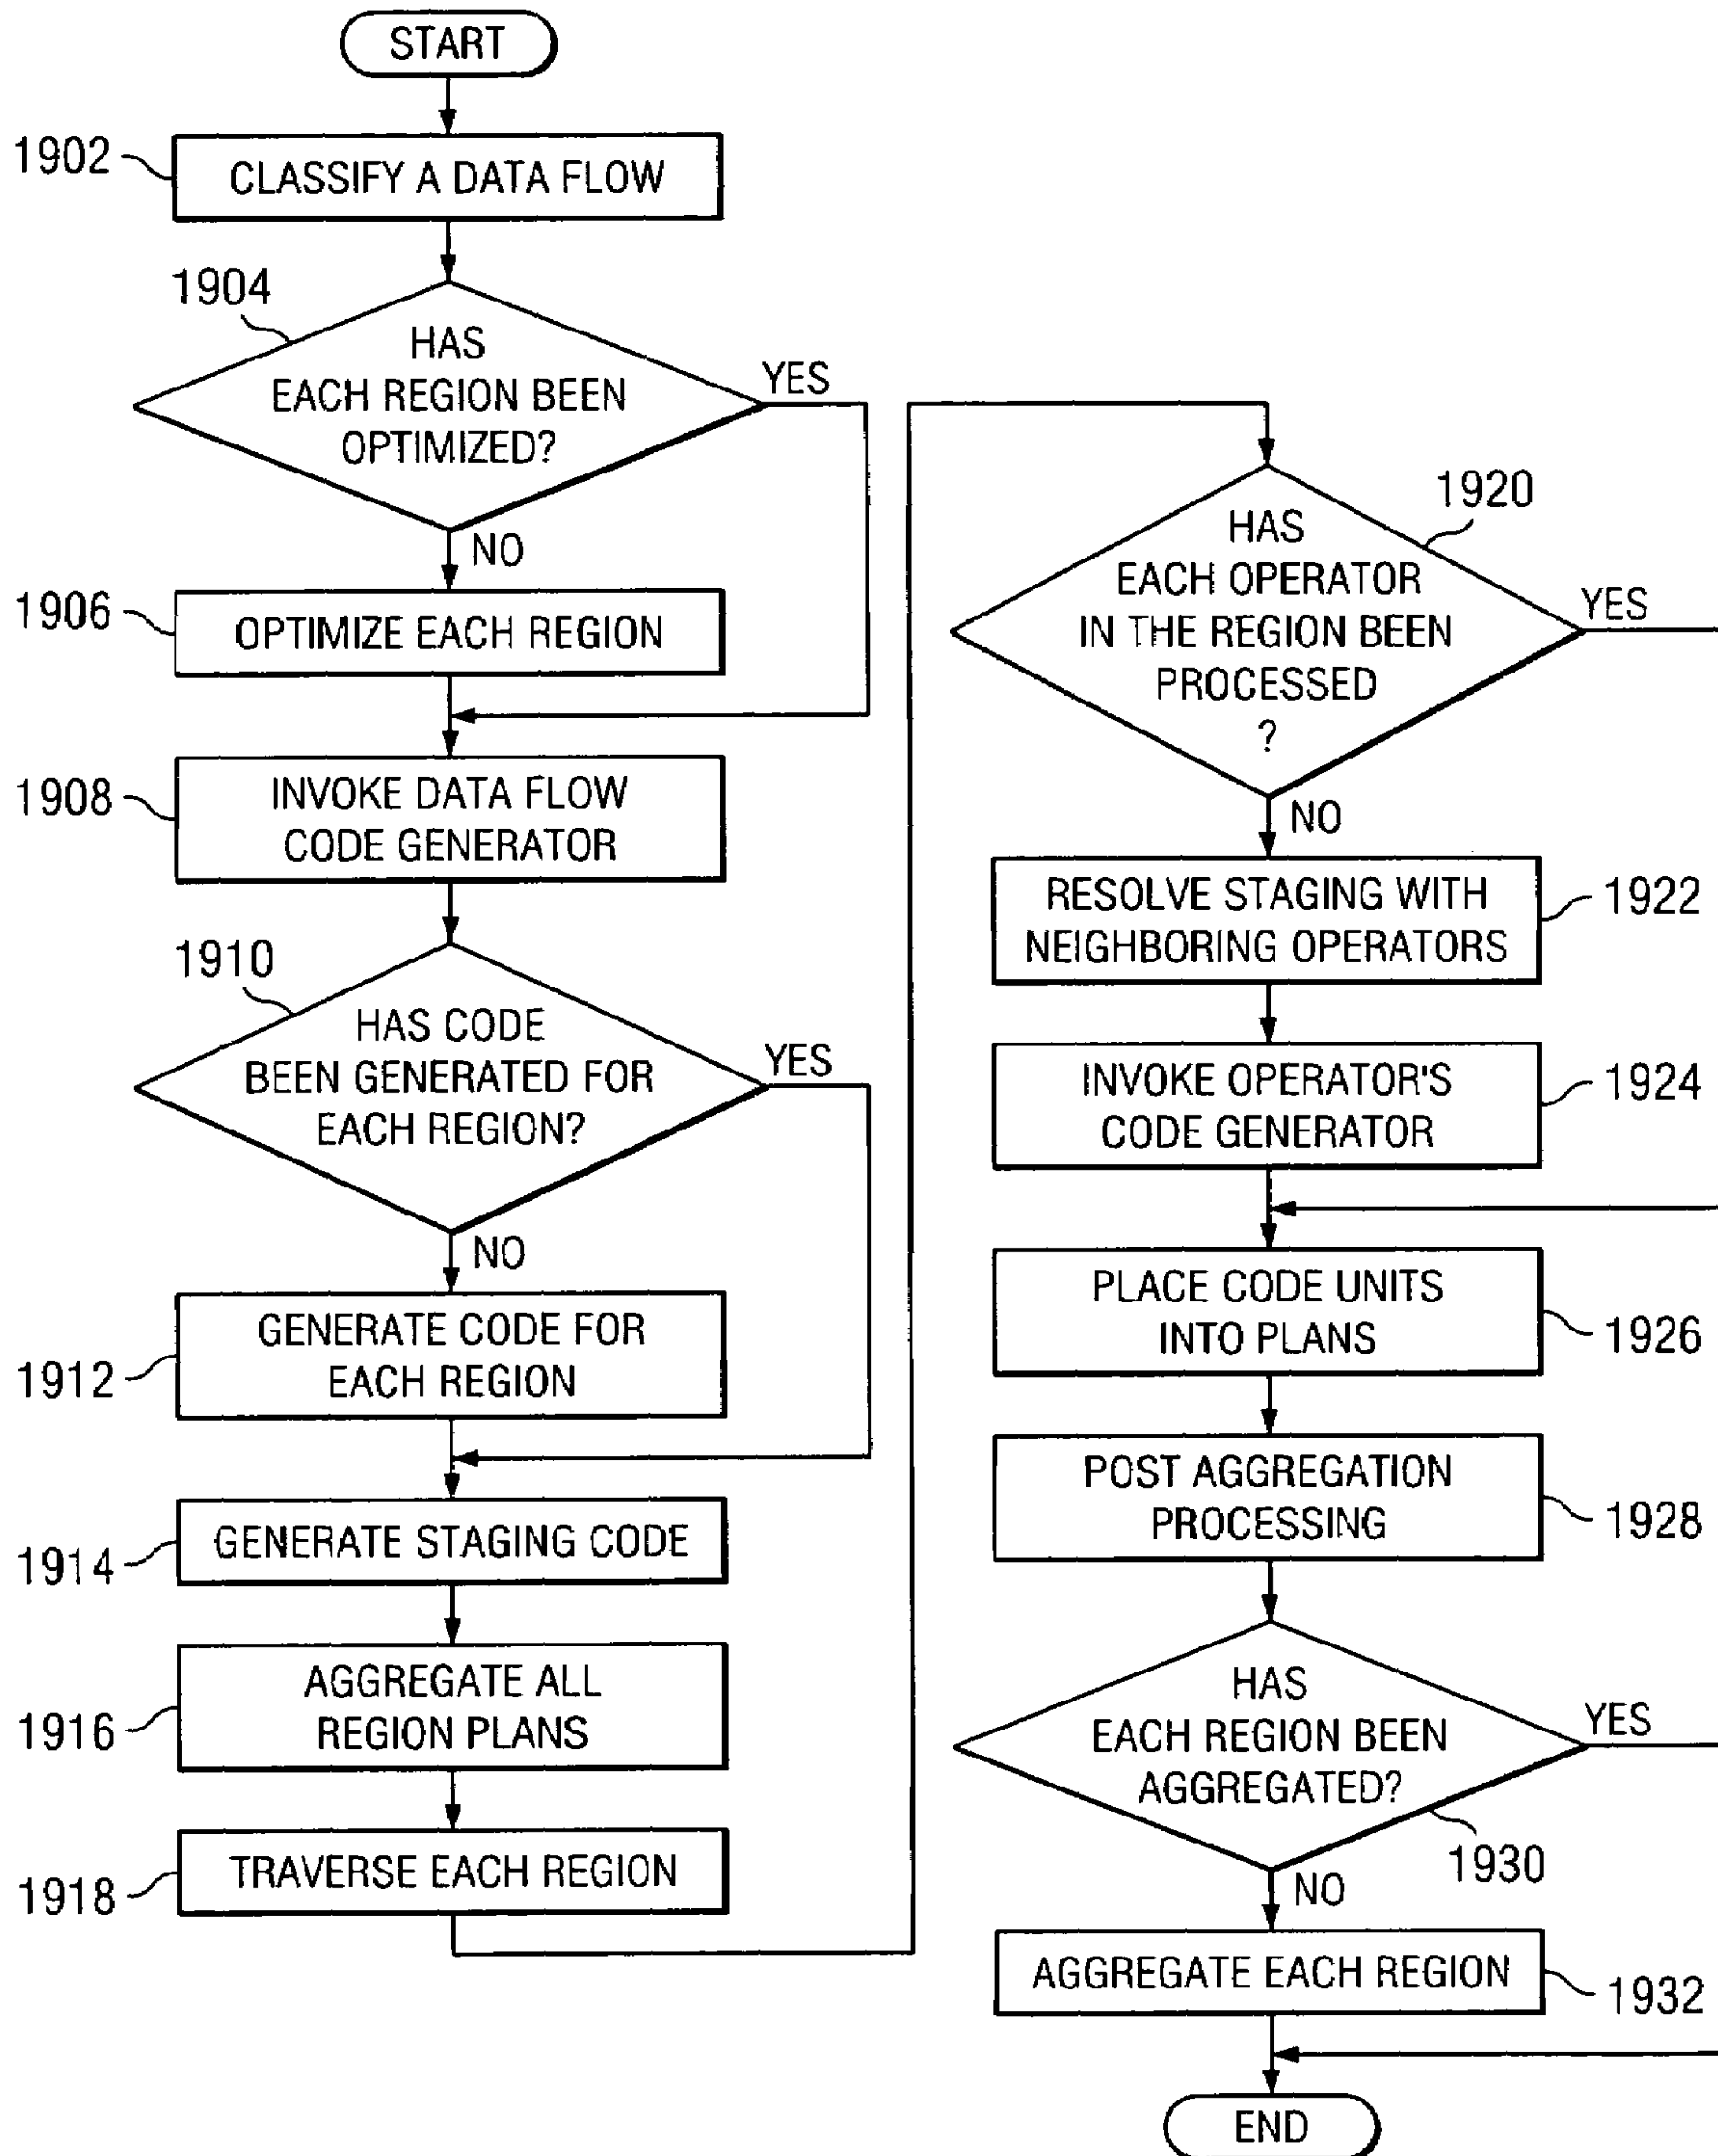 START
1902
CLASSIFY A DATA FLOW
1904
HAS
EACH REGION BEEN
OPTIMIZED?
YES
NO
1906
OPTIMIZE EACH REGION
1908
INVOKE DATA FLOW
CODE GENERATOR
1910
HAS CODE
BEEN GENERATED FOR
EACH REGION?
YES
NO
1912
GENERATE CODE FOR
EACH REGION
1914
GENERATE STAGING CODE
1916
AGGREGATE ALL
REGION PLANS
1918
TRAVERSE EACH REGION
1920
HAS
EACH OPERATOR
IN THE REGION BEEN
PROCESSED
?
YES
NO
RESOLVE STAGING WITH
NEIGHBORING OPERATORS
1922
INVOKE OPERATOR'S
CODE GENERATOR
1924
PLACE CODE UNITS
INTO PLANS
1926
POST AGGREGATION
PROCESSING
1928
HAS
EACH REGION BEEN
AGGREGATED?
YES
1930
NO
AGGREGATE EACH REGION
1932
END